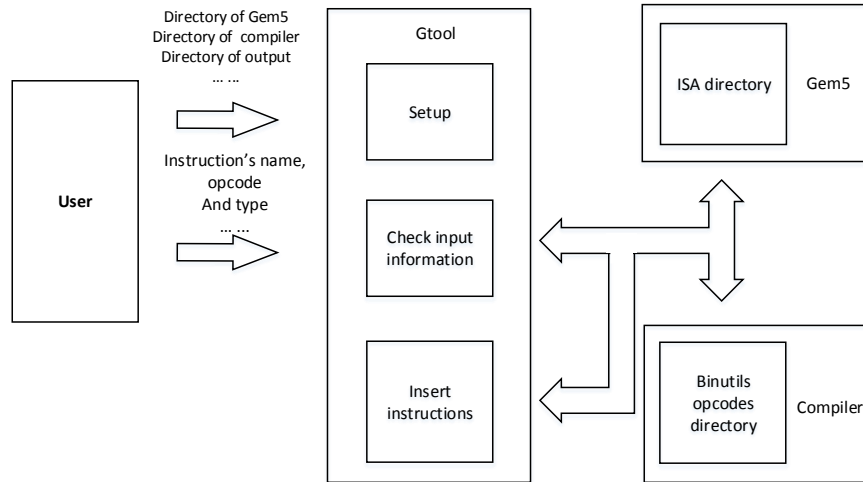 Directory of Gem5
Directory of compiler
Directory of output
... ...
User
Instruction's name,
opcode
And type
... ...
Gtool
Setup
Check input
information
Insert
instructions
ISA directory
Gem5
Binutils
opcodes
directory
Compiler